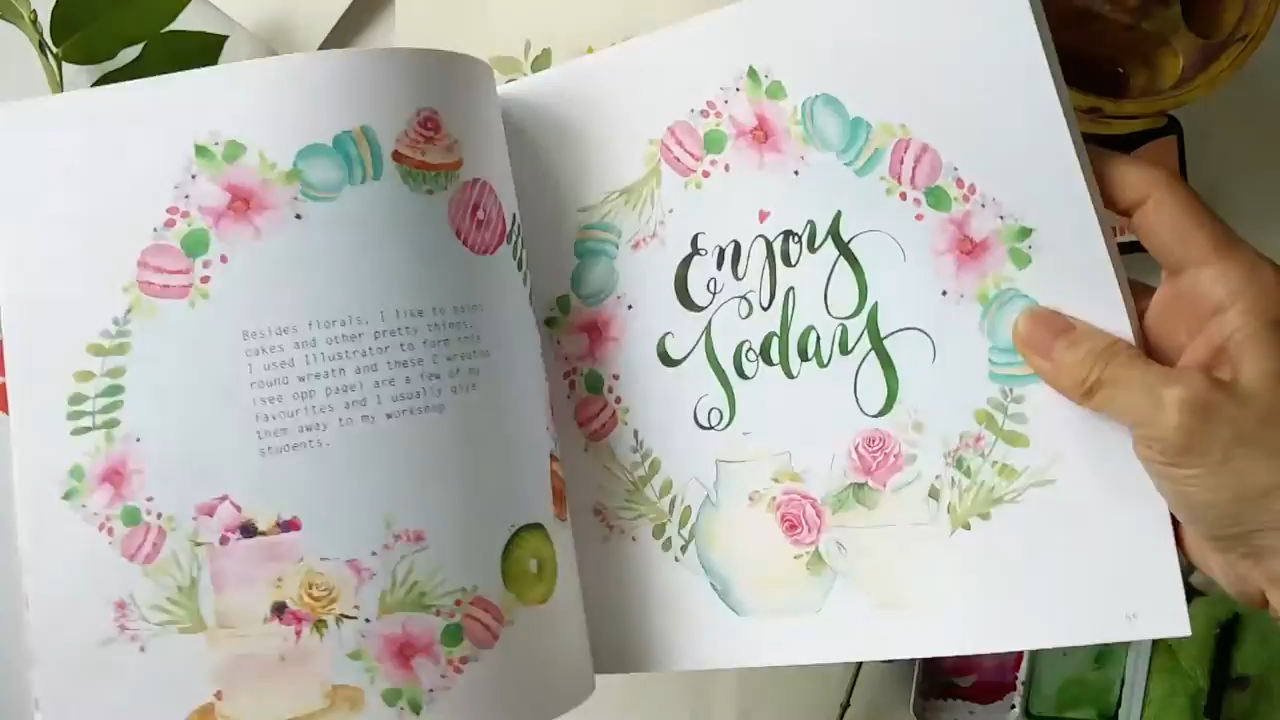 Besides florals, I like to paint
cakes and other pretty things.
I used Illustrator to form this
round wreath and these 2 wreaths
(see opp page) are a few of my
favourites and I usually give
them away to my workshop
students.
Enjoy
Today